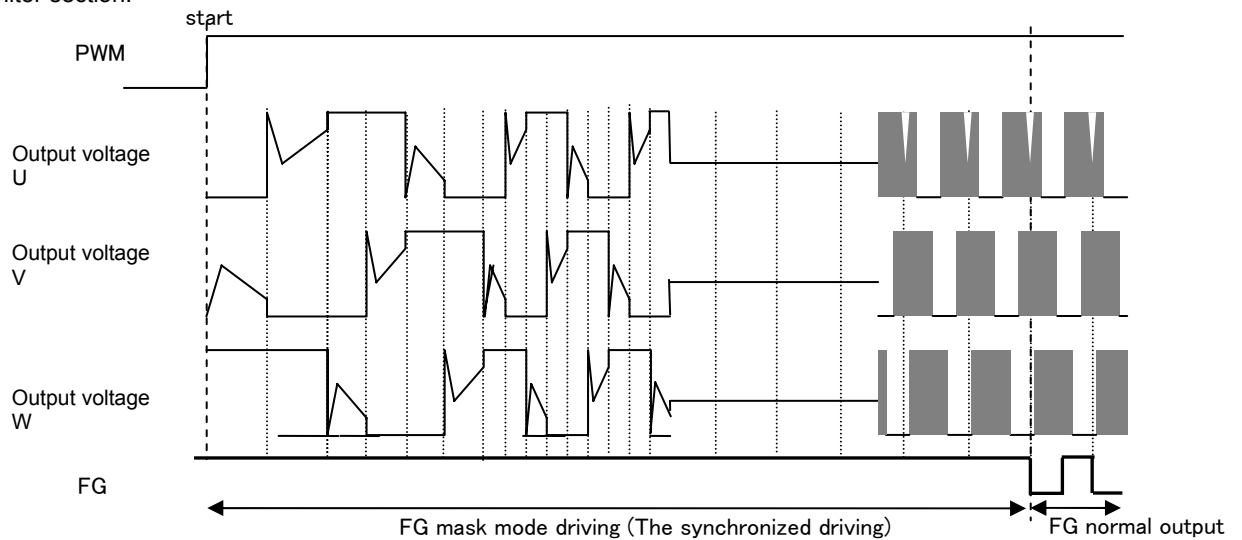 start
PWM
Output voltage
U
Output voltage
V
Output voltage
W
FG
FG mask mode driving (The synchronized driving)
FG normal output